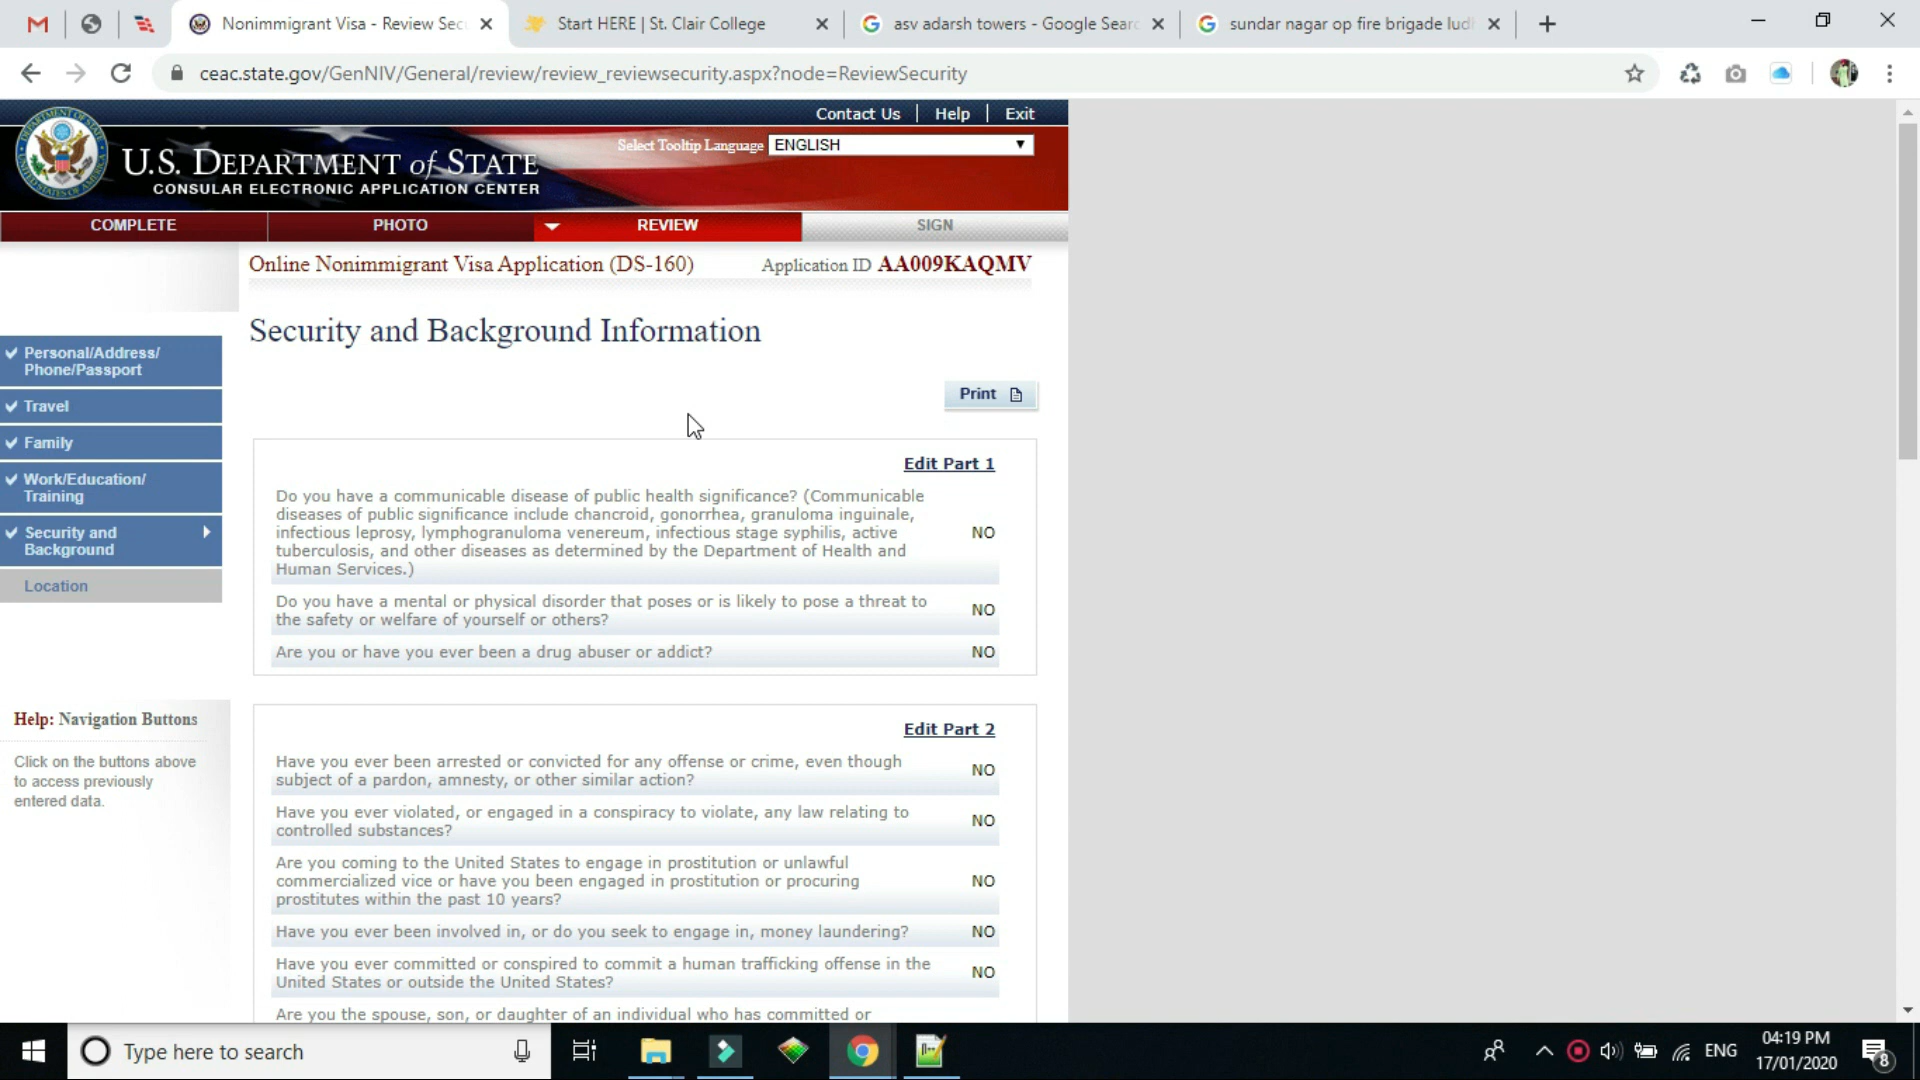 Nonimmigrant Visa - Review Sec
Start HERE | St. Clair College
asv adarsh towers - Google Sear
sundar nagar op fire brigade lud
ceac.state.gov/GenNIV/General/review/review_reviewsecurity.aspx?node=ReviewSecurity
Contact Us
Help
Exit
Select Tooltip Language
ENGLISH
U.S. DEPARTMENT of STATE
CONSULAR ELECTRONIC APPLICATION CENTER
COMPLETE
PHOTO
REVIEW
SIGN
Online Nonimmigrant Visa Application (DS-160)
Application ID AA009KAQMV
Security and Background Information
Print
Personal/Address/
Phone/Passport
Travel
Family
Work/Education/
Training
Security and
Background
Location
Help: Navigation Buttons
Click on the buttons above
to access previously
entered data.
Edit Part 1
Do you have a communicable disease of public health significance? (Communicable
diseases of public significance include chancroid, gonorrhea, granuloma inguinale,
infectious leprosy, lymphogranuloma venereum, infectious stage syphilis, active
tuberculosis, and other diseases as determined by the Department of Health and
Human Services.)
NO
Do you have a mental or physical disorder that poses or is likely to pose a threat to
the safety or welfare of yourself or others?
NO
Are you or have you ever been a drug abuser or addict?
NO
Edit Part 2
Have you ever been arrested or convicted for any offense or crime, even though
subject of a pardon, amnesty, or other similar action?
NO
Have you ever violated, or engaged in a conspiracy to violate, any law relating to
controlled substances?
NO
Are you coming to the United States to engage in prostitution or unlawful
commercialized vice or have you been engaged in prostitution or procuring
prostitutes within the past 10 years?
NO
Have you ever been involved in, or do you seek to engage in, money laundering?
NO
Have you ever committed or conspired to commit a human trafficking offense in the
United States or outside the United States?
NO
Are you the spouse, son, or daughter of an individual who has committed or
Type here to search
ENG
04:19 PM
17/01/2020
8